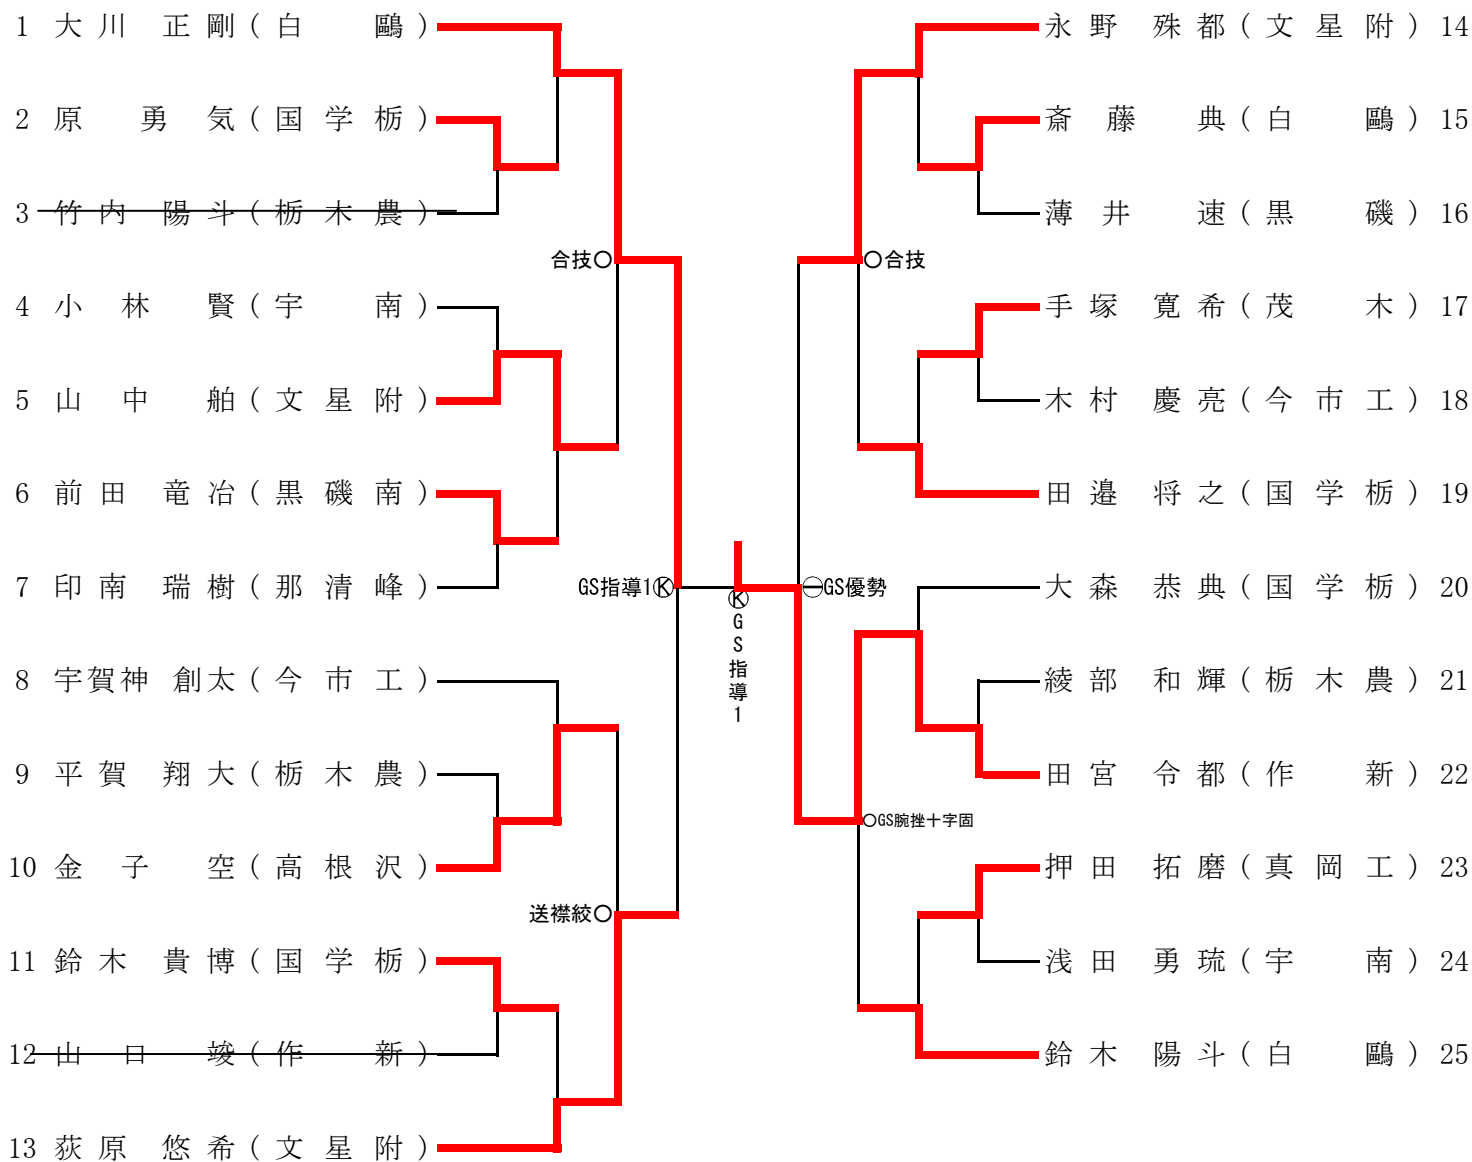 1 大川 正剛(白 鷗)
2 原 勇気(国学栃)
3 竹内 陽斗(栃木農)
合技○
4 小林 賢(宇 南)
5 山中 舶(文星附)
6 前田 竜冶(黒磯南)
7 印南 瑞樹(那清峰)
GS指導1Ⓚ
8 宇賀神 創太(今市工)
9 平賀 翔大(栃木農)
10 金子 空(高根沢)
送襟絞○
11 鈴木 貴博(国学栃)
12 山口 竣(作 新)
13 荻原 悠希(文星附)
Ⓚ
GS指導1
永野 殊都(文星附) 14
斎藤 典(白 鷗) 15
薄井 速(黒 磯) 16
○合技
手塚 寛希(茂 木) 17
木村 慶亮(今市工) 18
田邉 将之(国学栃) 19
㊀GS優勢
大森 恭典(国学栃) 20
綾部 和輝(栃木農) 21
田宮 令都(作 新) 22
○GS腕挫十字固
押田 拓磨(真岡工) 23
浅田 勇琉(宇 南) 24
鈴木 陽斗(白 鷗) 25